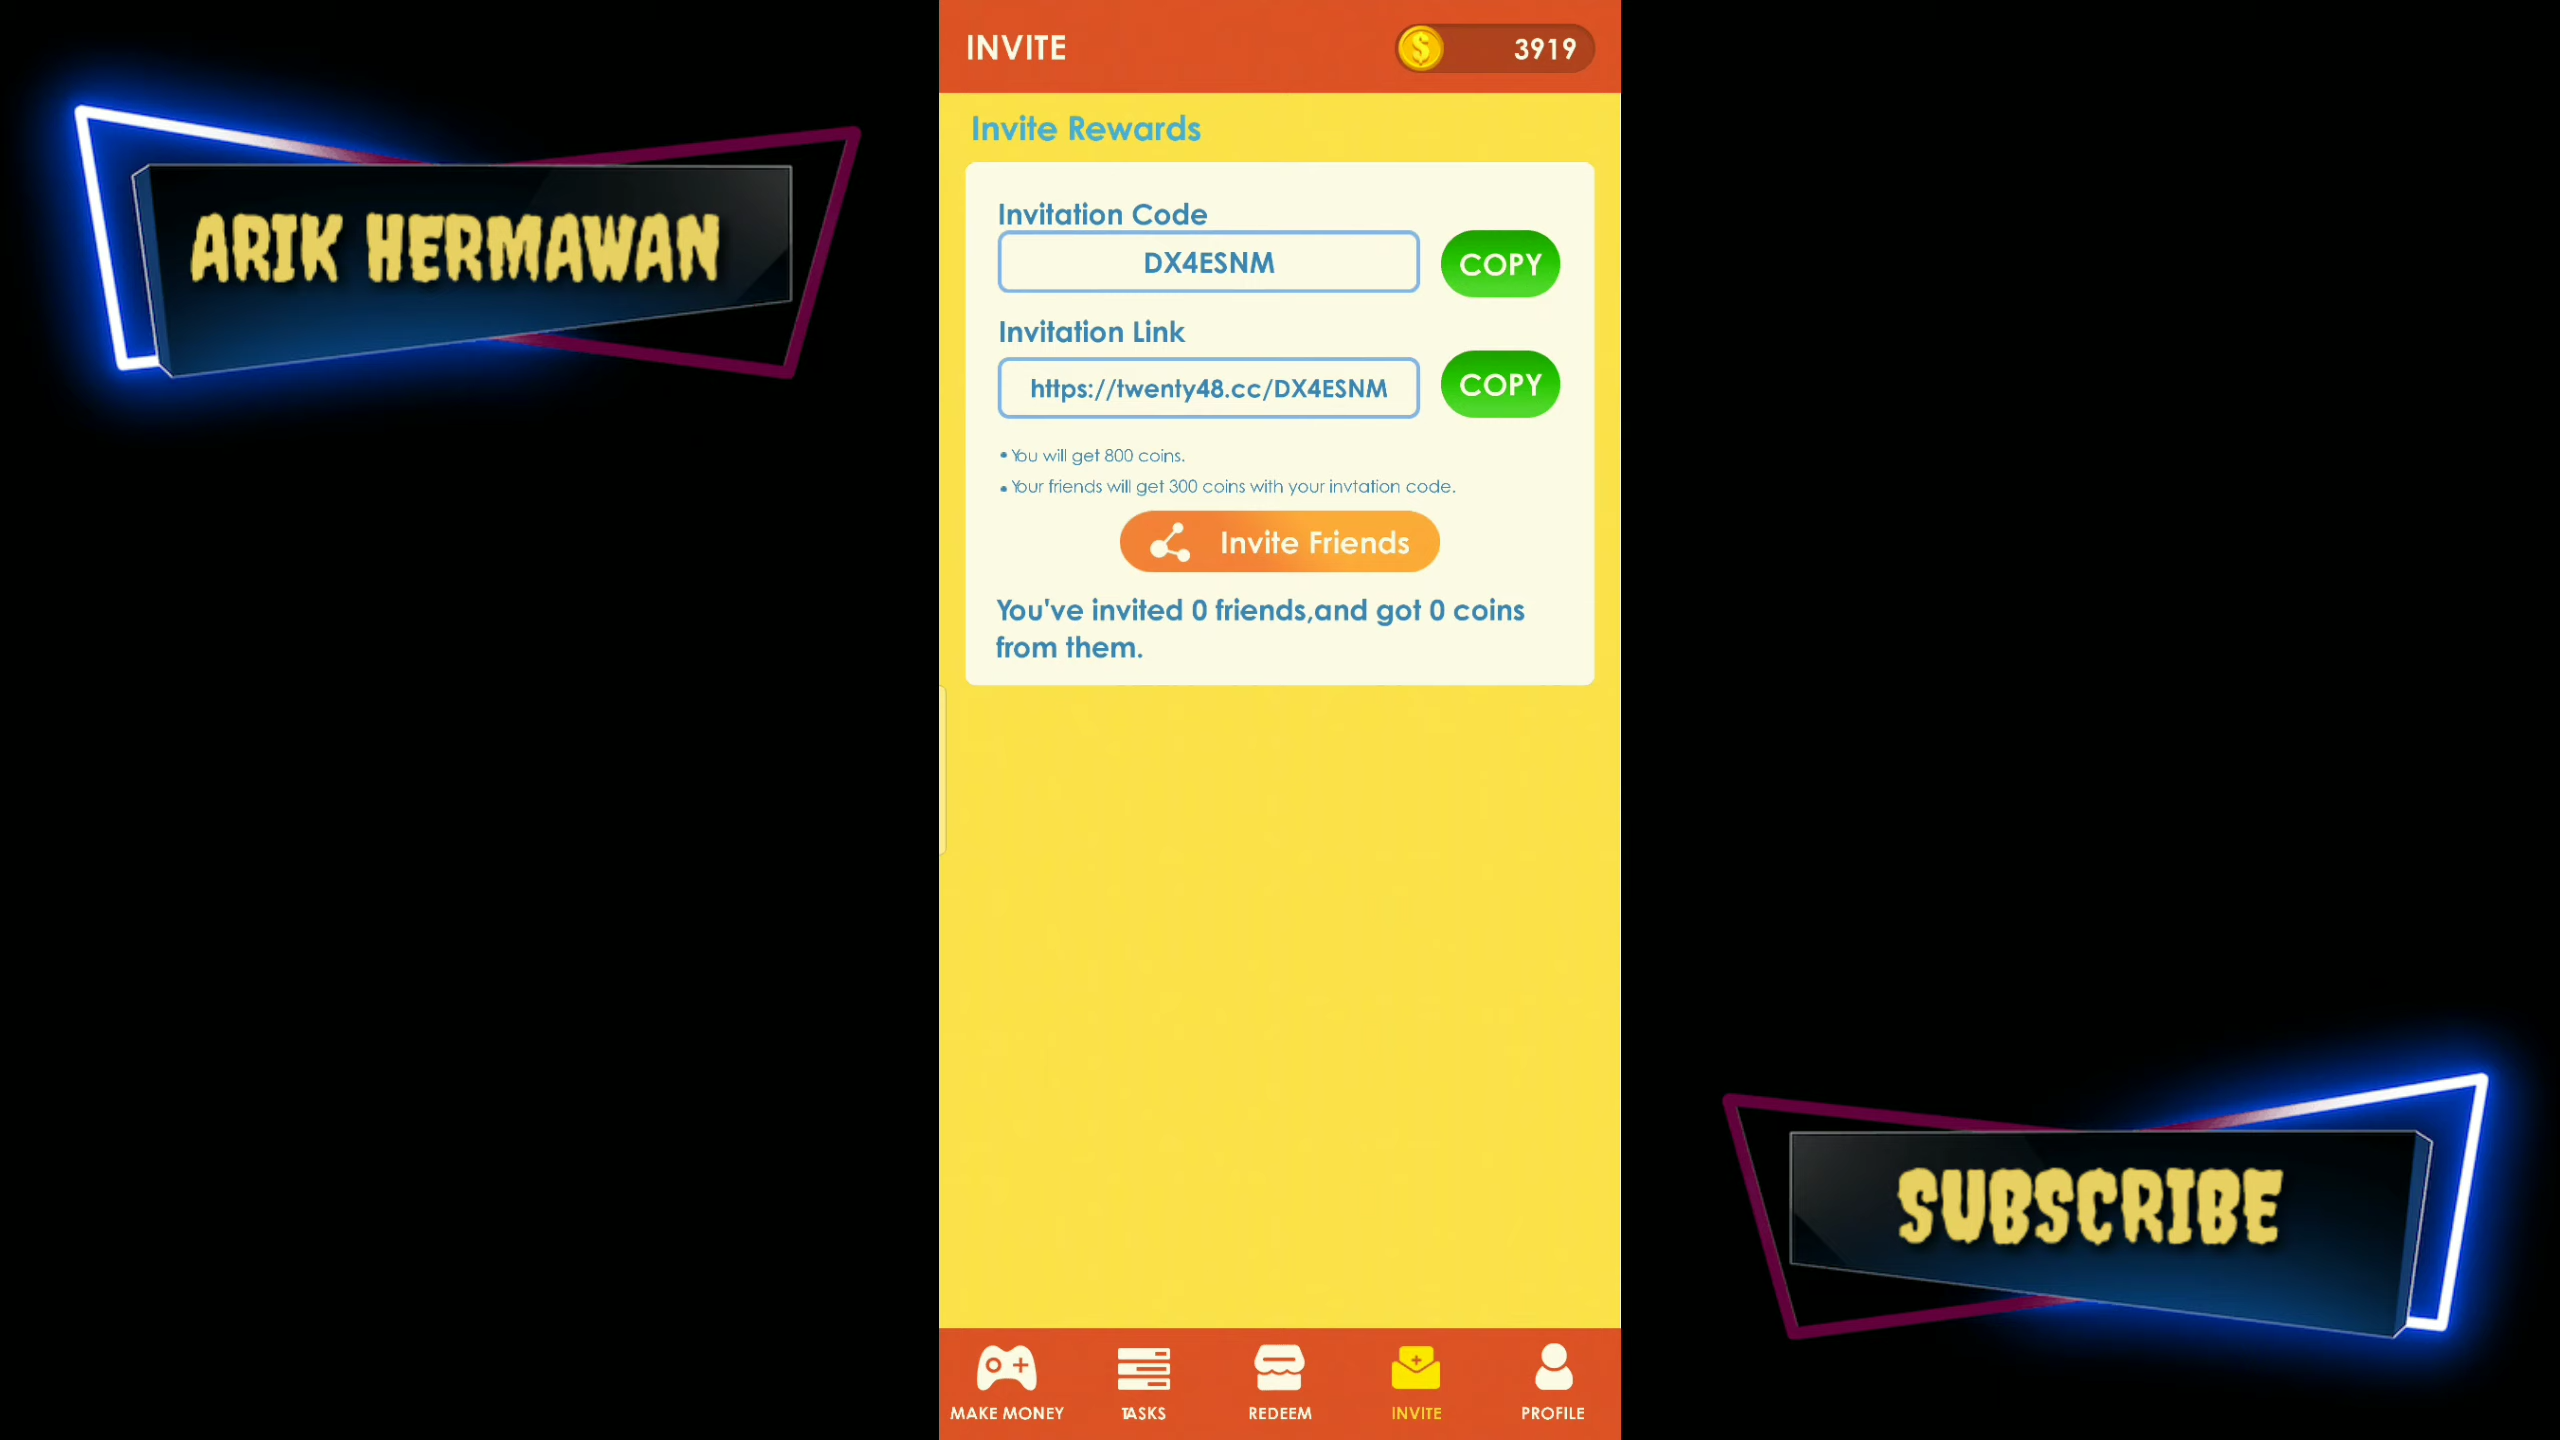 ARIK HERMAWAN
INVITE
3919
Invite Rewards
Invitation Code
DX4ESNM
COPY
Invitation Link
https://twenty48.cc/DX4ESNM
COPY
• You will get 800 coins.
• Your friends will get 300 coins with your invtation code.
Invite Friends
You've invited 0 friends,and got 0 coins
from them.
SUBSCRIBE
MAKE MONEY
TASKS
REDEEM
INVITE
PROFILE